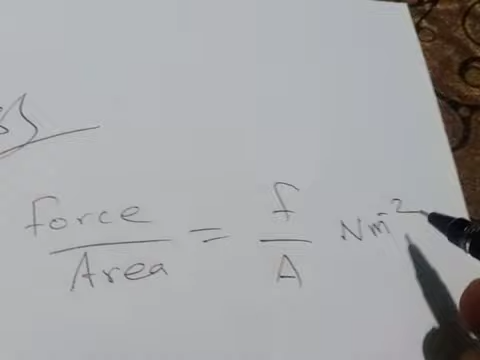 force / Area = f / A Nm⁻²